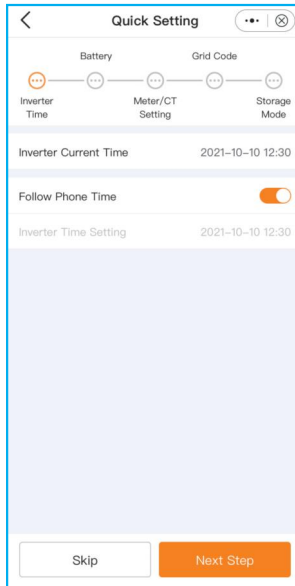 Quick Setting
Battery Grid Code
Inverter Meter/CT Storage
Time Setting Mode
Inverter Current Time 2021-10-10 12:30
Follow Phone Time
Inverter Time Setting 2021-10-10 12:30
Skip Next Step